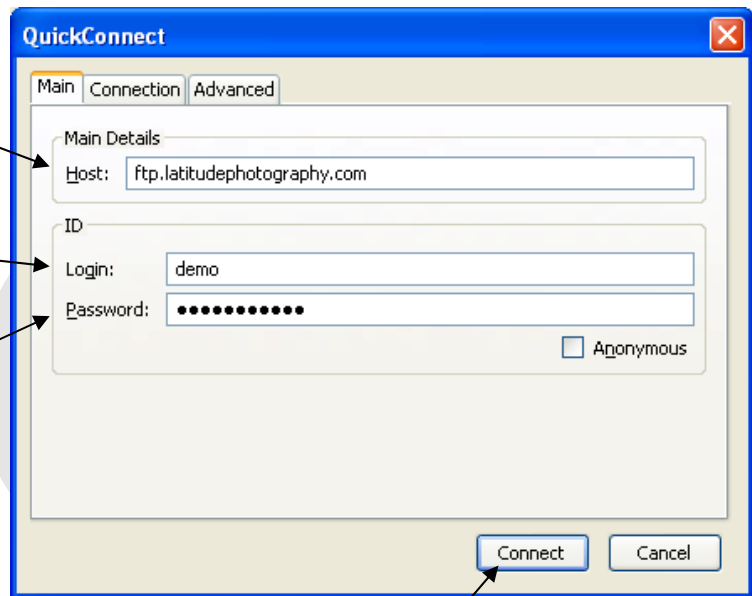 QuickConnect
Main Connection Advanced
Main Details
Host: ftp.latitudephotography.com
ID
Login: demo
Password: •••••••••••
Anonymous
Connect Cancel